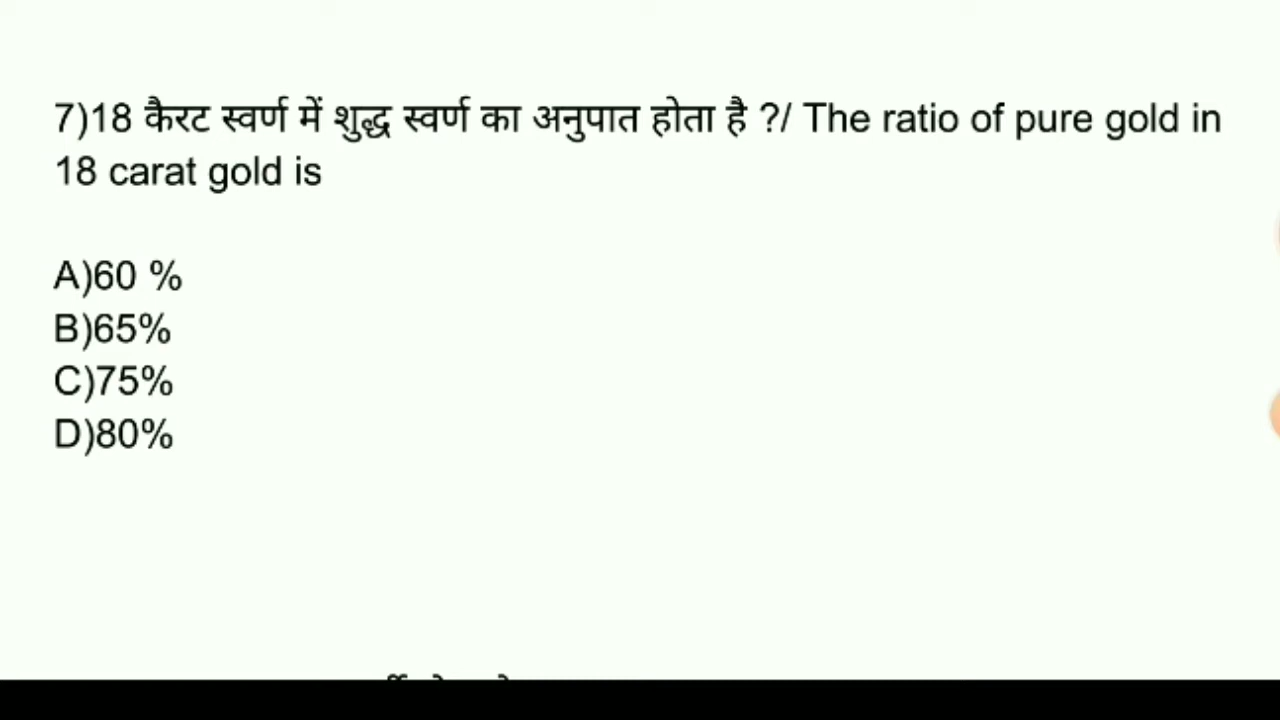 7)18 कैरट स्वर्ण में शुद्ध स्वर्ण का अनुपात होता है ?/ The ratio of pure gold in
18 carat gold is
A)60 %
B)65%
C)75%
D)80%